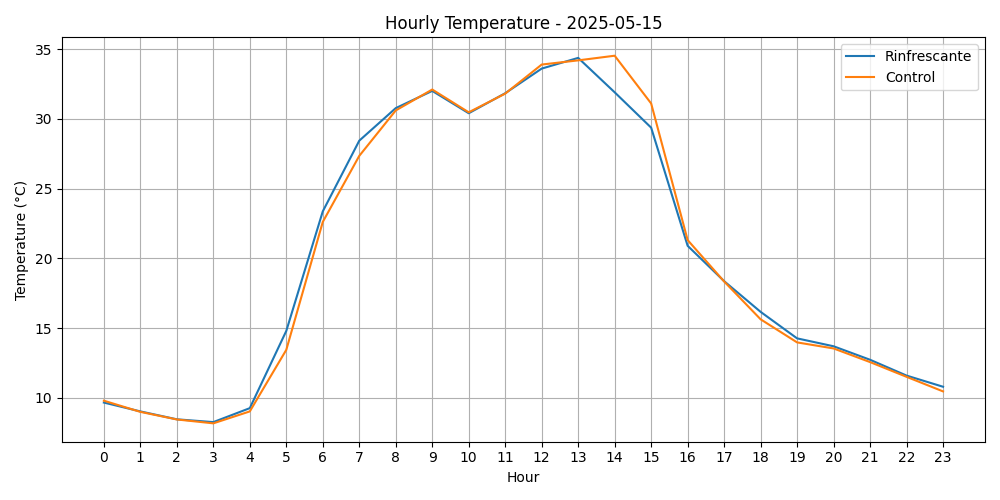 Hourly Temperature - 2025-05-15
Rinfrescante
Control
Temperature (°C)
35
30
25
20
15
10
0 1 2 3 4 5 6 7 8 9 10 11 12 13 14 15 16 17 18 19 20 21 22 23
Hour